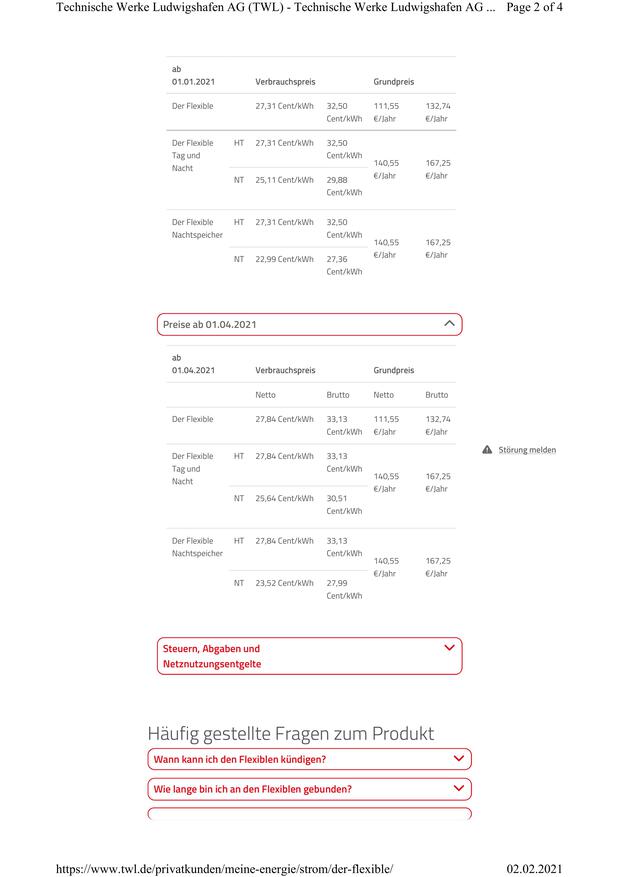 Technische Werke Ludwigshafen AG (TWL) - Technische Werke Ludwigshafen AG ... Page 2 of 4
ab
01.01.2021 Verbrauchspreis Grundpreis
Der Flexible 27,31 Cent/kWh 32,50 111,55 132,74
Cent/kWh €/Jahr €/Jahr
Der Flexible HT 27,31 Cent/kWh 32,50
Tag und Cent/kWh
140,55 167,25
Nacht
€/Jahr €/Jahr
NT 25,11 Cent/kWh 29,88
Cent/kWh
Der Flexible HT 27,31 Cent/kWh 32,50
Nachtspeicher Cent/kWh
140,55 167,25
€/Jahr €/Jahr
NT 22,99 Cent/kWh 27,36
Cent/kWh
Preise ab 01.04.2021
ab
01.04.2021 Verbrauchspreis Grundpreis
Netto Brutto Netto Brutto
Der Flexible 27,84 Cent/kWh 33,13 111,55 132,74
Cent/kWh €/Jahr €/Jahr
Störung melden
Der Flexible HT 27,84 Cent/kWh 33,13
Tag und Cent/kWh
140,55 167,25
Nacht
€/Jahr €/Jahr
NT 25,64 Cent/kWh 30,51
Cent/kWh
Der Flexible HT 27,84 Cent/kWh 33,13
Nachtspeicher Cent/kWh
140,55 167,25
€/Jahr €/Jahr
NT 23,52 Cent/kWh 27,99
Cent/kWh
Steuern, Abgaben und
Netznutzungsentgelte
Häufig gestellte Fragen zum Produkt
Wann kann ich den Flexiblen kündigen?
Wie lange bin ich an den Flexiblen gebunden?
https://www.twl.de/privatkunden/meine-energie/strom/der-flexible/ 02.02.2021